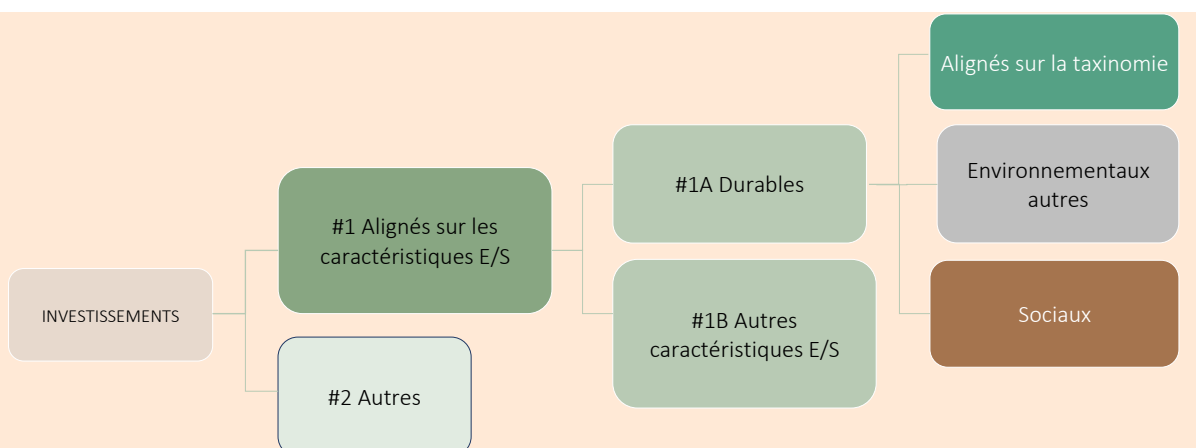 INVESTISSEMENTS
#1 Alignés sur les
caractéristiques E/S
#2 Autres
#1A Durables
#1B Autres
caractéristiques E/S
Alignés sur la taxinomie
Environnementaux
autres
Sociaux